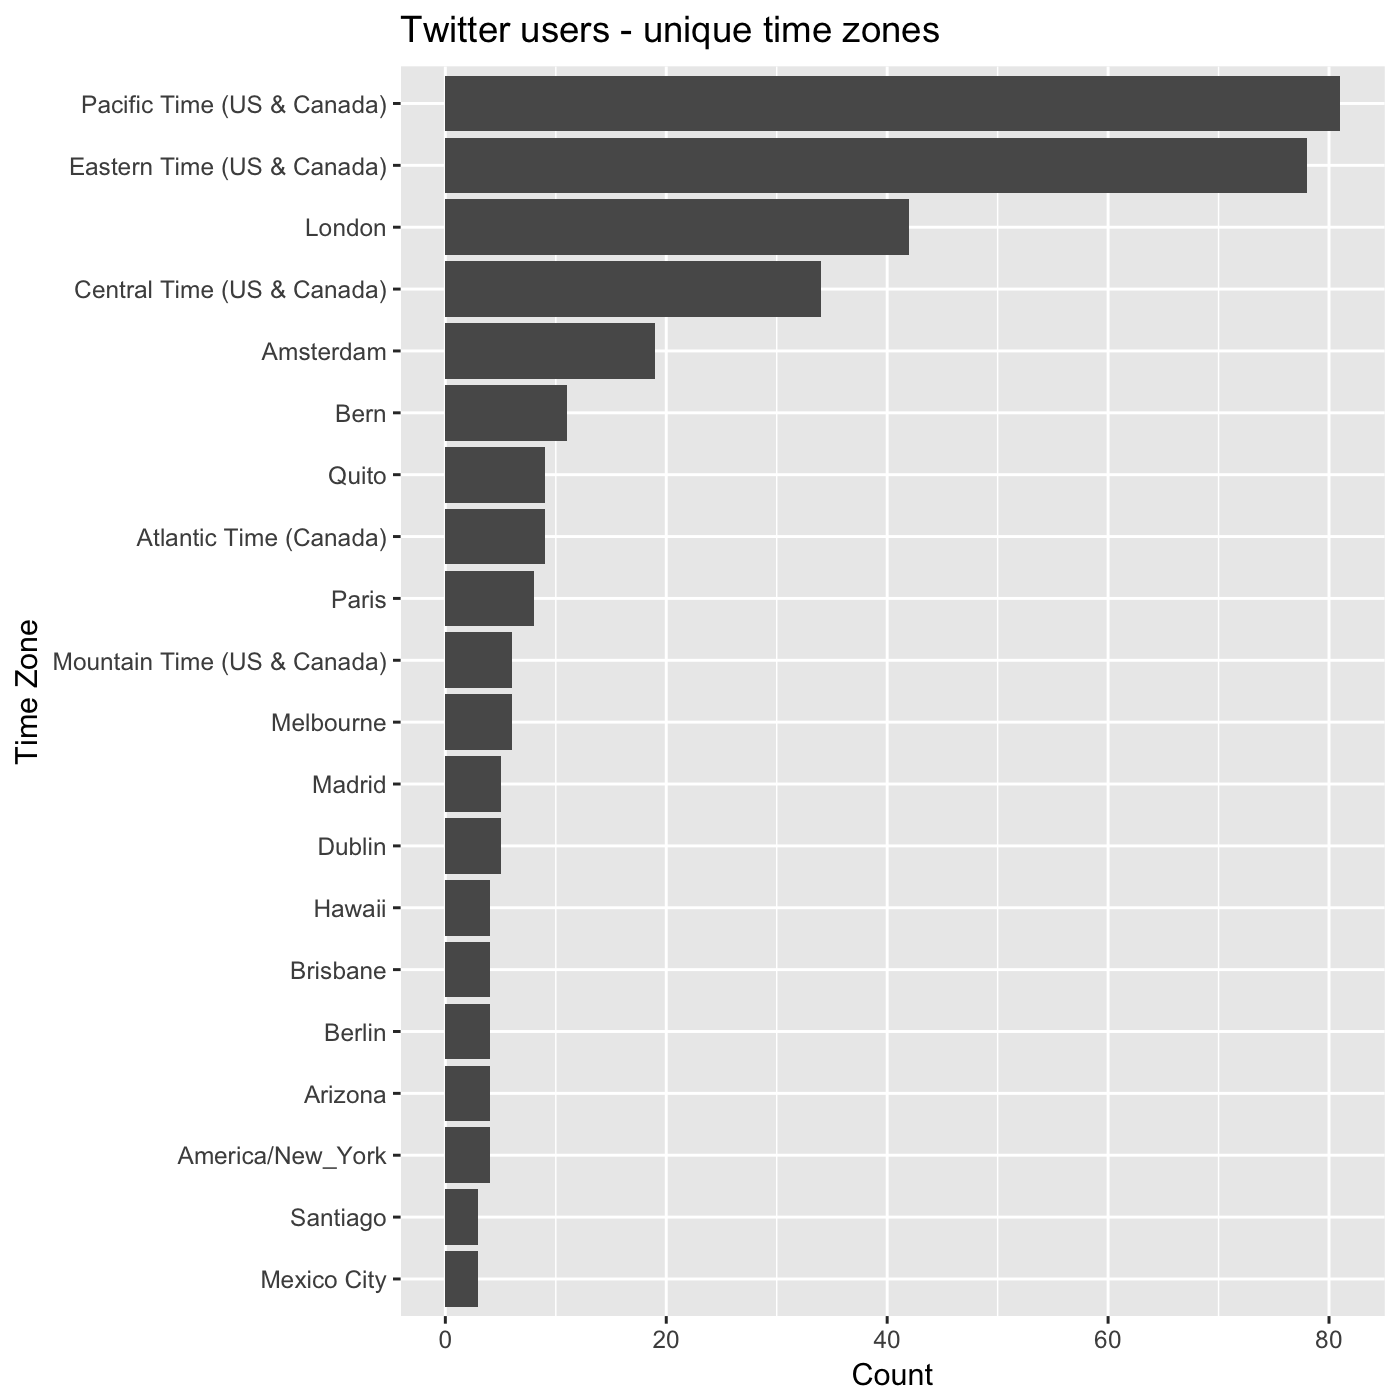 Twitter users - unique time zones
Pacific Time (US & Canada)
Eastern Time (US & Canada)
London
Central Time (US & Canada)
Amsterdam
Bern
Quito
Atlantic Time (Canada)
Paris
Mountain Time (US & Canada)
Melbourne
Madrid
Dublin
Hawaii
Brisbane
Berlin
Arizona
America/New_York
Santiago
Mexico City
Time Zone
0 20 40 60 80
Count